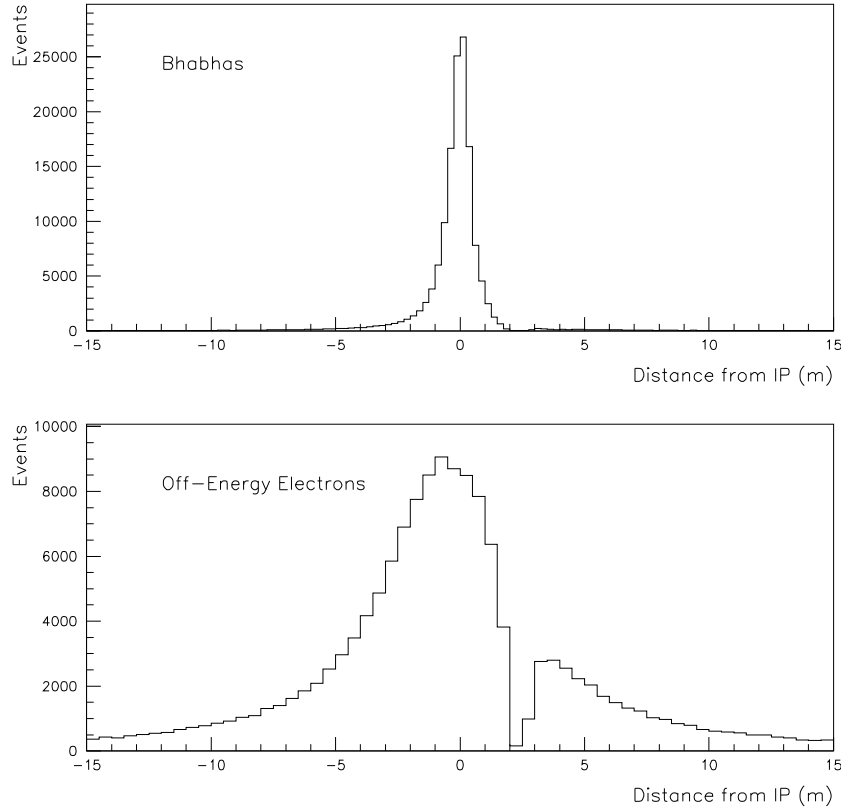 Events
25000
20000
15000
10000
5000
0
Bhabhas
-15 -10 -5 0 5 10 15
Distance from IP (m)
Events
10000
8000
6000
4000
2000
0
Off-Energy Electrons
-15 -10 -5 0 5 10 15
Distance from IP (m)